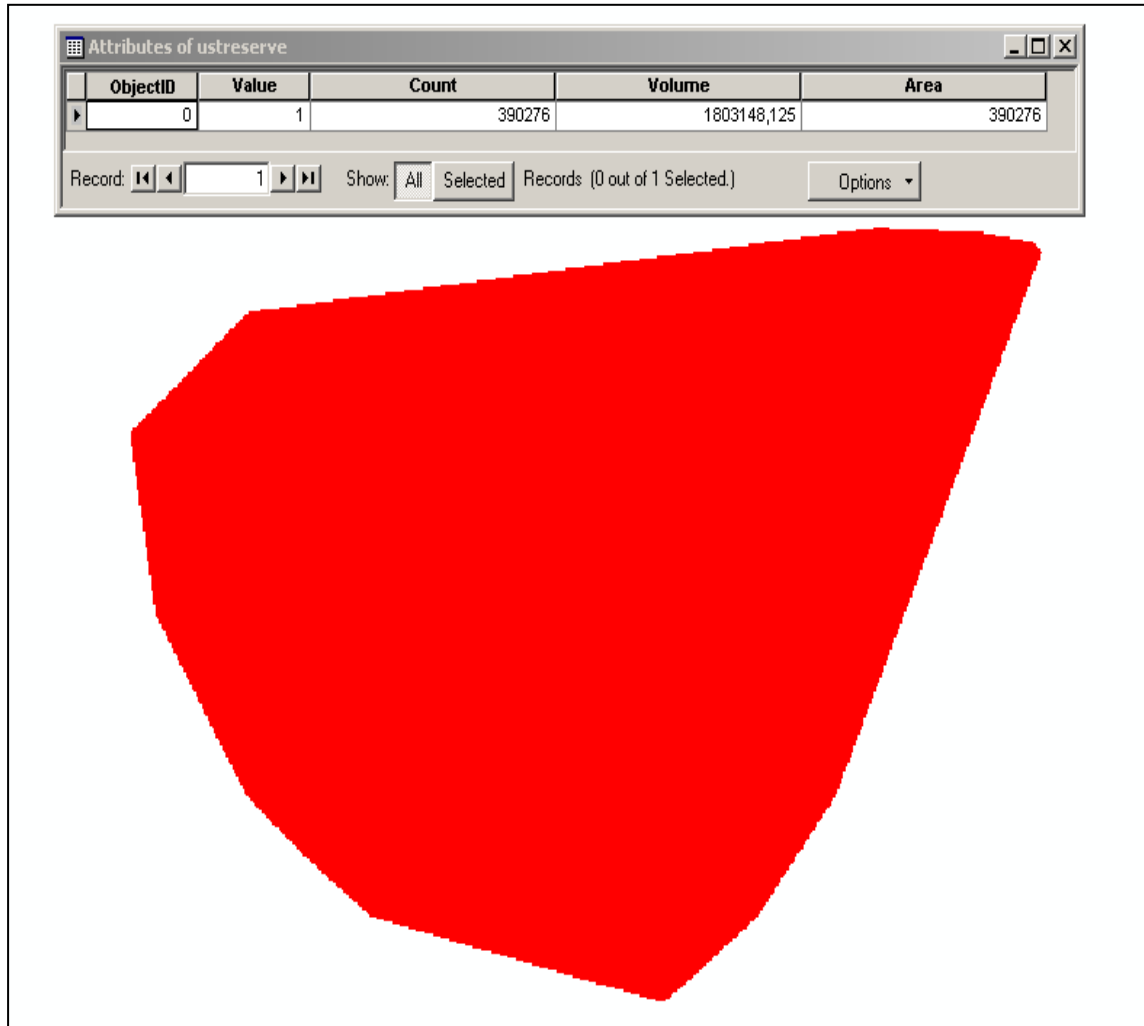 Attributes of ustreserve
ObjectID Value Count Volume Area
0 1 390276 1803148,125 390276
Record: 1 Show: All Selected Records (0 out of 1 Selected.) Options